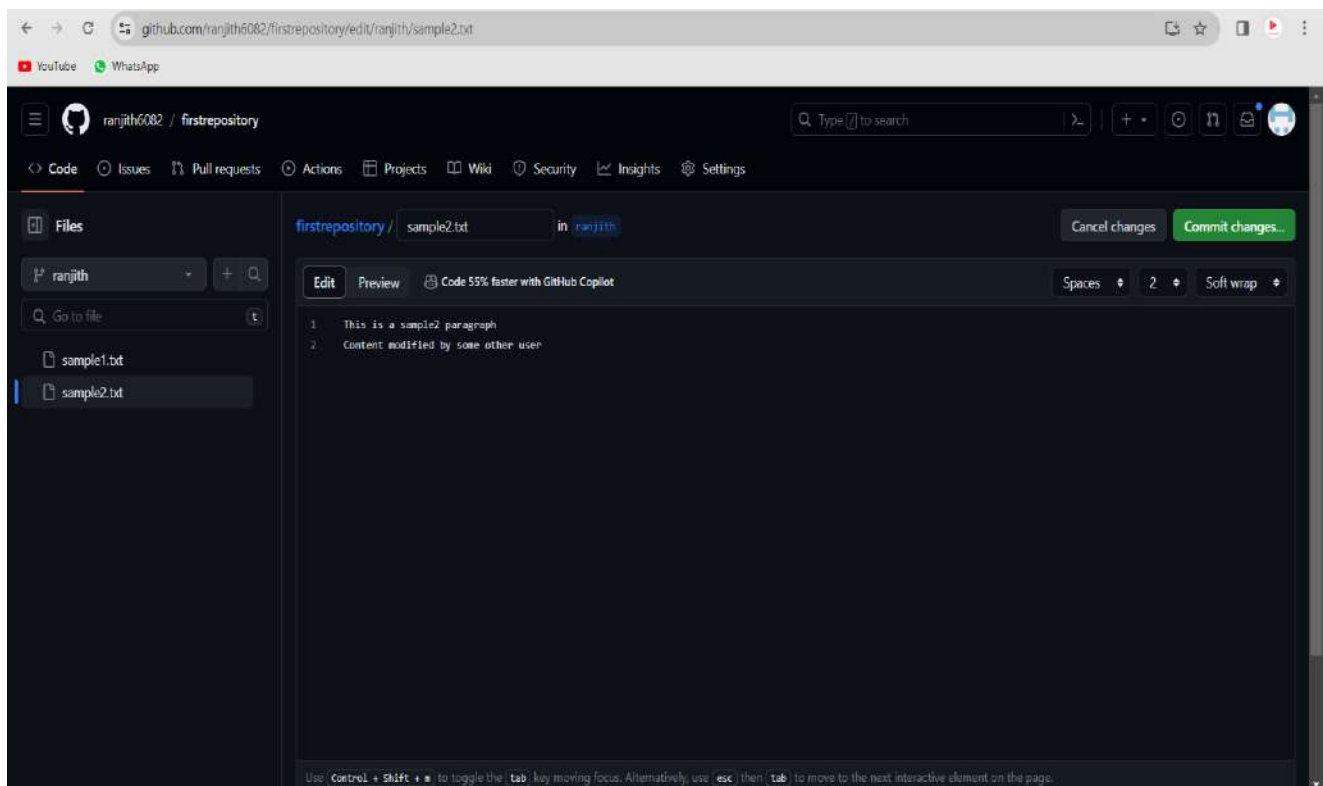 github.com/ranjith6082/firstrepository/edit/ranjith/sample2.txt
YouTube WhatsApp
ranjith6082 / firstrepository Type / to search
Code Issues Pull requests Actions Projects Wiki Security Insights Settings
Files firstrepository / sample2.txt in ranjith Cancel changes Commit changes...
ranjith Edit Preview Code 55% faster with GitHub Copilot Spaces 2 Soft wrap
Go to file t
1 This is a sample2 paragraph
2 Content modified by some other user
sample1.txt
sample2.txt
Use Control + Shift + m to toggle the tab key moving focus. Alternatively, use esc then tab to move to the next interactive element on the page.